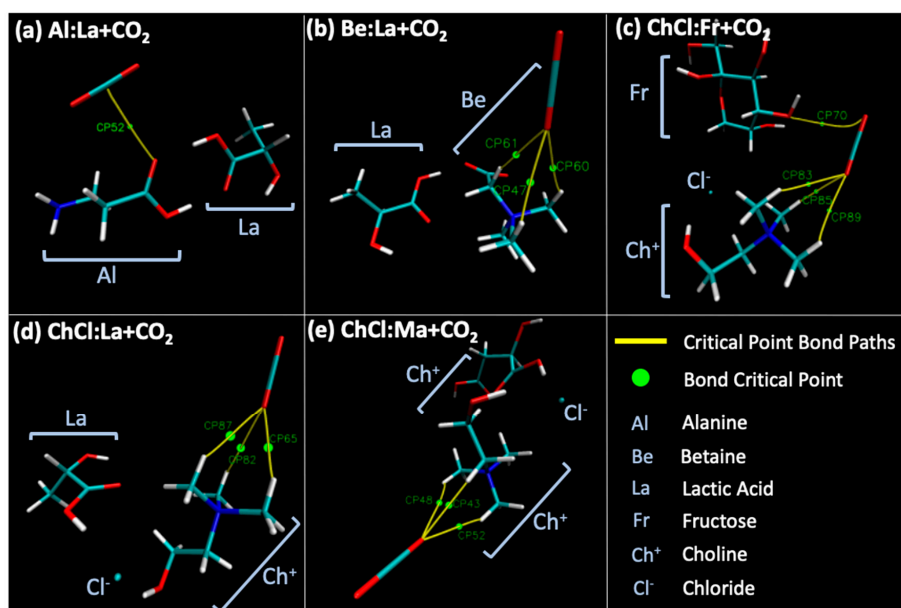 (a) Al:La+CO₂
CP52
La
Al
(b) Be:La+CO₂
Be
La
CP61
CP60
CP47
(c) ChCl:Fr+CO₂
Fr
CP70
Cl⁻
CP83
CP85
CP89
Ch⁺
(d) ChCl:La+CO₂
La
CP87
CP65
CP82
Cl⁻
Ch⁺
(e) ChCl:Ma+CO₂
Ch⁺
Cl⁻
CP48
CP43
CP52
Ch⁺
Critical Point Bond Paths
Bond Critical Point
Al Alanine
Be Betaine
La Lactic Acid
Fr Fructose
Ch⁺ Choline
Cl⁻ Chloride